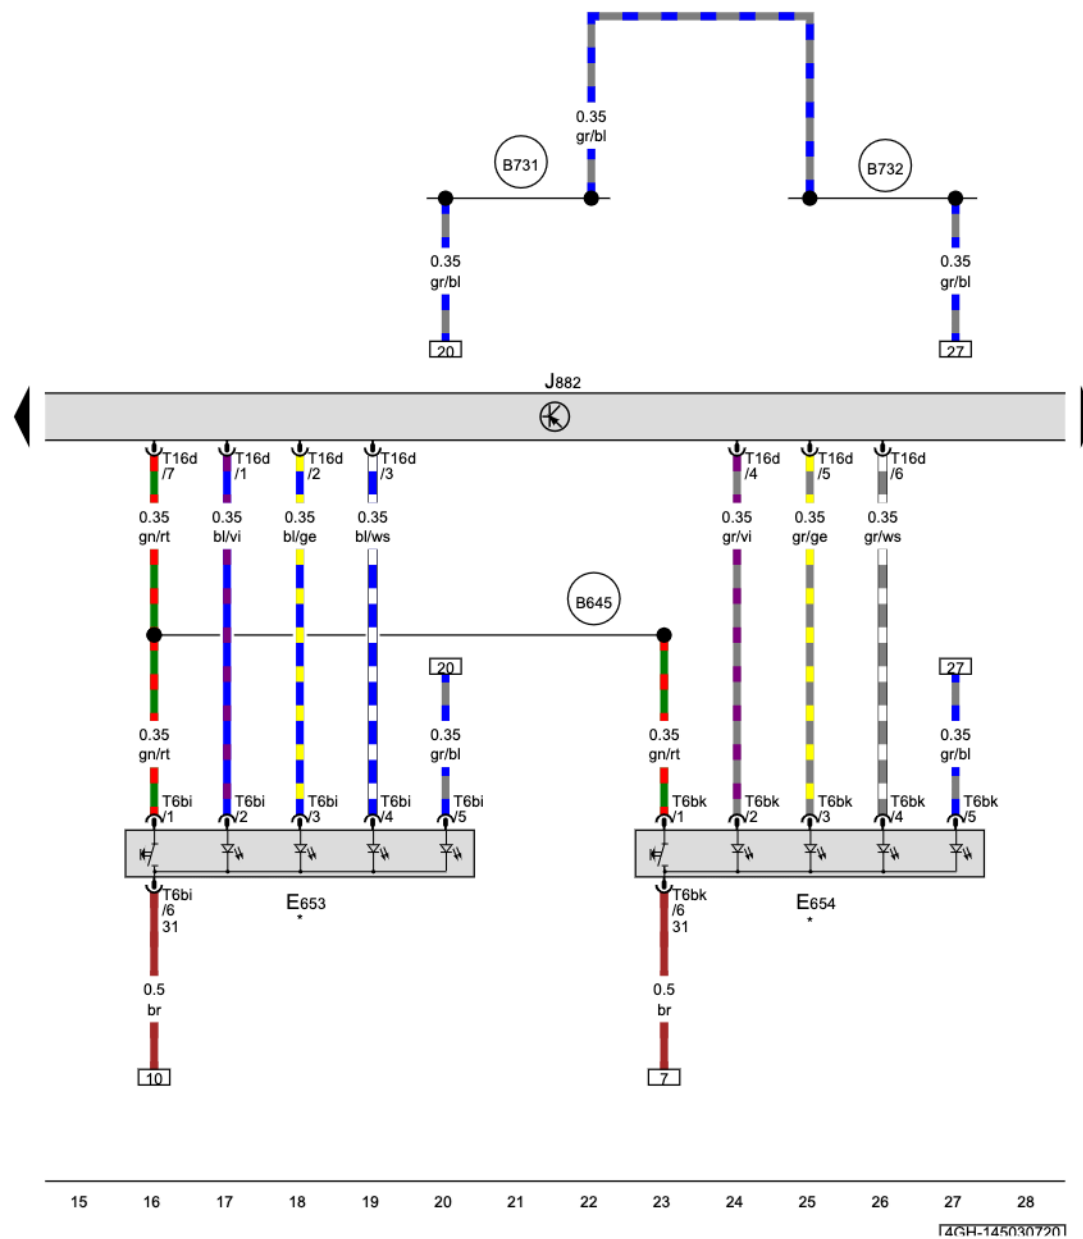 0.35
gr/bl
B731
B732
0.35
gr/bl
0.35
gr/bl
20
27
J882
T16d
/7
T16d
/1
T16d
/2
T16d
/3
T16d
/4
T16d
/5
T16d
/6
0.35
gn/rt
0.35
bl/vi
0.35
bl/ge
0.35
bl/ws
0.35
gr/vi
0.35
gr/ge
0.35
gr/ws
B645
20
27
0.35
gn/rt
0.35
gr/bl
0.35
gn/rt
0.35
gr/bl
T6bi
/1
T6bi
/2
T6bi
/3
T6bi
/4
T6bi
/5
T6bk
/1
T6bk
/2
T6bk
/3
T6bk
/4
T6bk
/5
T6bi
/6
31
E653
*
T6bk
/6
31
E654
*
0.5
br
0.5
br
10
7
15 16 17 18 19 20 21 22 23 24 25 26 27 28
4GH-145030720